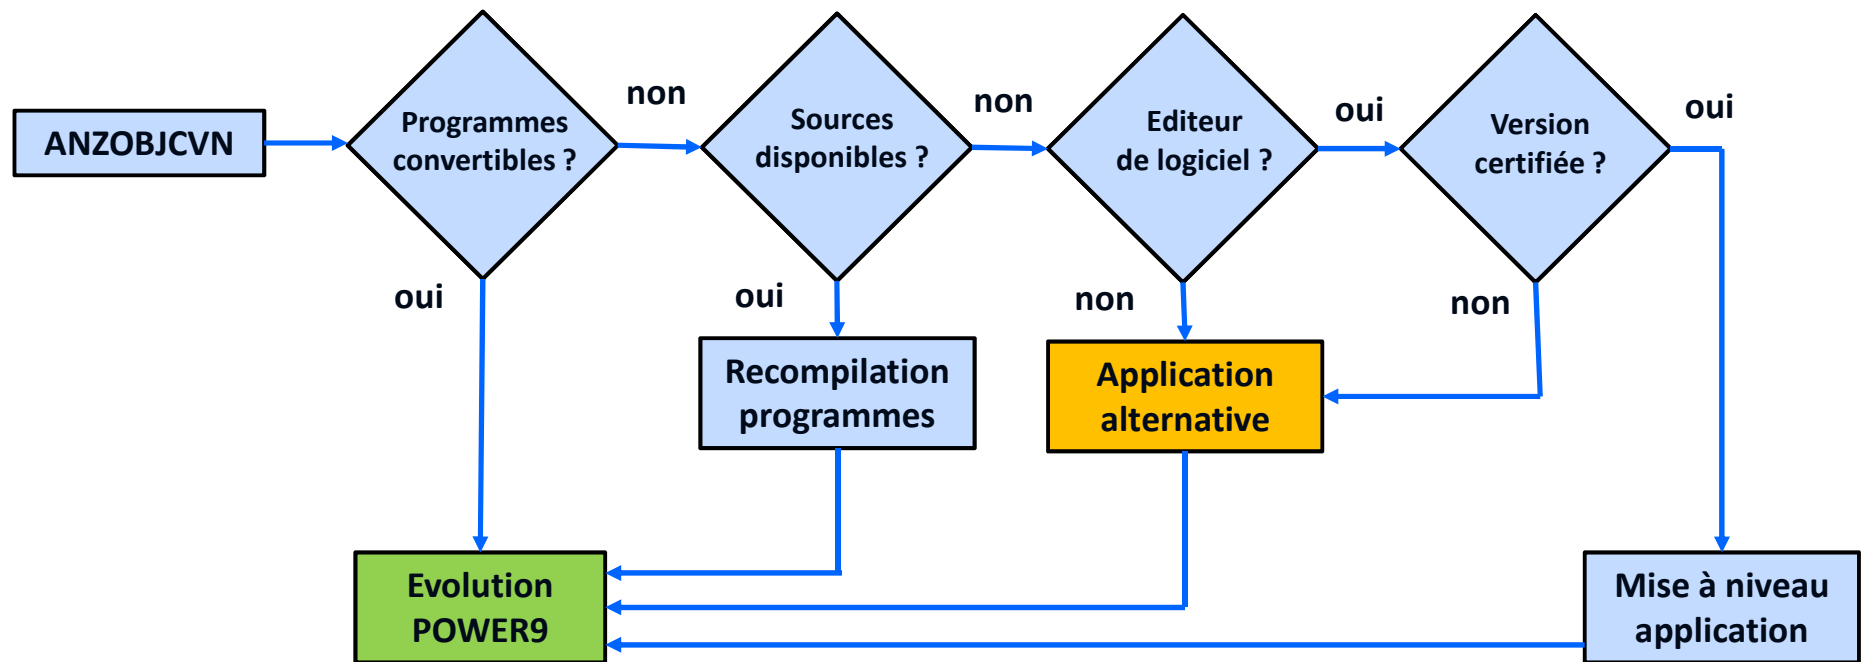 ANZOBJCVN
Programmes
convertibles ?
non
Sources
disponibles ?
non
Editeur
de logiciel ?
oui
Version
certifiée ?
oui
oui
oui
non
non
Recompilation
programmes
Application
alternative
Evolution
POWER9
Mise à niveau
application